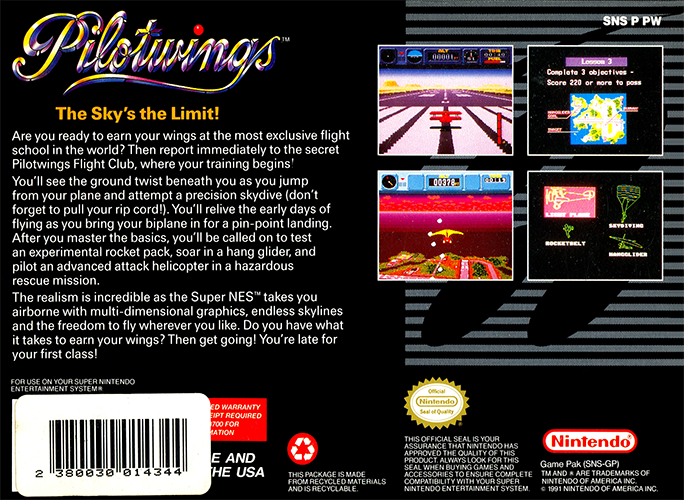 Pilotwings™
SNS P PW
The Sky's the Limit!
Are you ready to earn your wings at the most exclusive flight
school in the world? Then report immediately to the secret
Pilotwings Flight Club, where your training begins'
You'll see the ground twist beneath you as you jump
from your plane and attempt a precision skydive (don't
forget to pull your rip cord!). You'll relive the early days of
flying as you bring your biplane in for a pin-point landing.
After you master the basics, you'll be called on to test
an experimental rocket pack, soar in a hang glider, and
pilot an advanced attack helicopter in a hazardous
rescue mission.
The realism is incredible as the Super NES™ takes you
airborne with multi-dimensional graphics, endless skylines
and the freedom to fly wherever you like. Do you have what
it takes to earn your wings? Then get going! You're late for
your first class!
ALT
TIME
FUEL
Lesson 3
Complete 3 objectives -
Score 220 or more to pass
TARGET
LIGHT PLANE
SKYDIVING
ROCKETBELT
HANGGLIDER
FOR USE ON YOUR SUPER NINTENDO
ENTERTAINMENT SYSTEM®
ED WARRANTY
EIPT REQUIRED
0700 FOR
MATION
E AND
THE USA
2 380030 014344
THIS PACKAGE IS MADE
FROM RECYCLED MATERIALS
AND IS RECYCLABLE.
Official
Nintendo
Seal of Quality
THIS OFFICIAL SEAL IS YOUR
ASSURANCE THAT NINTENDO HAS
APPROVED THE QUALITY OF THIS
PRODUCT. ALWAYS LOOK FOR THIS
SEAL WHEN BUYING GAMES AND
ACCESSORIES TO ENSURE COMPLETE
COMPATIBILITY WITH YOUR SUPER
NINTENDO ENTERTAINMENT SYSTEM.
Nintendo®
Game Pak (SNS-GP)
TM AND ® ARE TRADEMARKS OF
NINTENDO OF AMERICA INC.
© 1991 NINTENDO OF AMERICA INC.